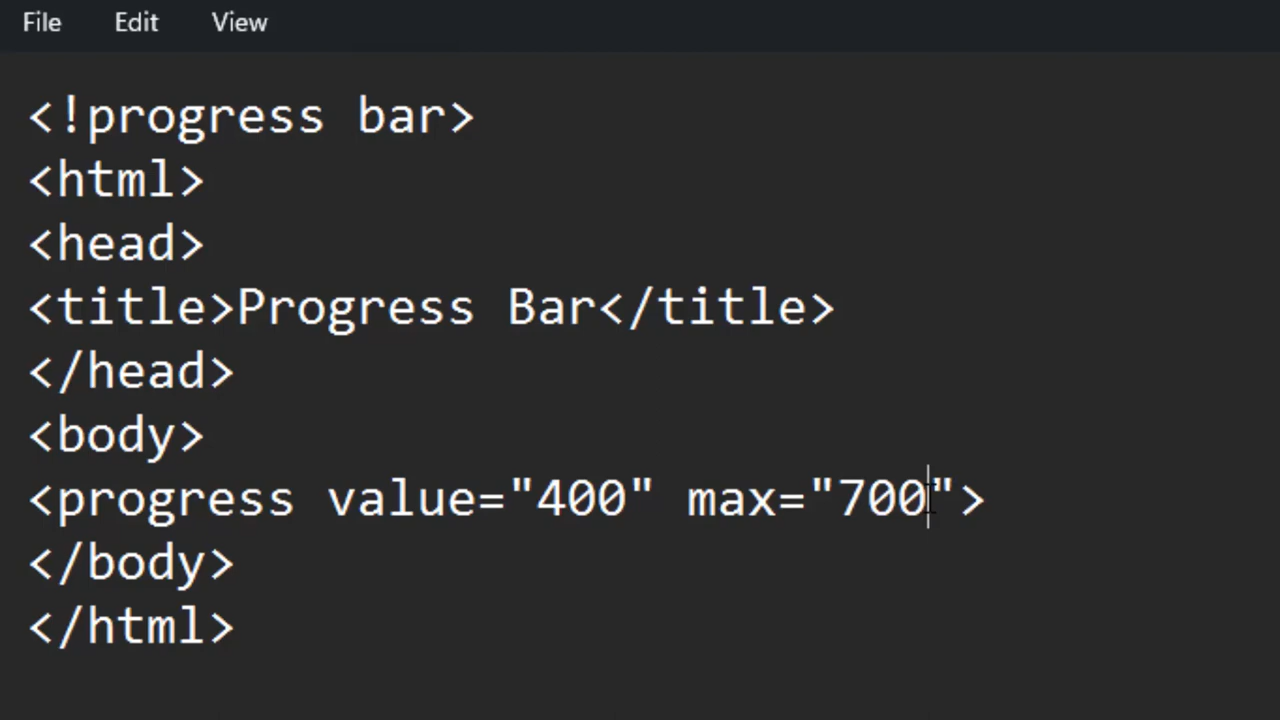 File Edit View
<!progress bar>
<html>
<head>
<title>Progress Bar</title>
</head>
<body>
<progress value="400" max="700">
</body>
</html>